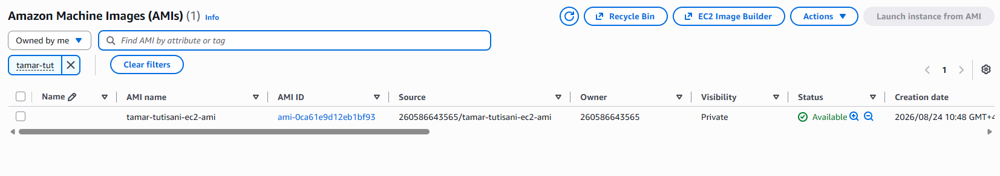 Amazon Machine Images (AMIs) (1) Info
Recycle Bin
EC2 Image Builder
Actions
Launch instance from AMI
Owned by me
Find AMI by attribute or tag
tamar-tut
Clear filters
1
Name AMI name AMI ID Source Owner Visibility Status Creation date
tamar-tutisani-ec2-ami ami-0ca61e9d12eb1bf93 260586643565/tamar-tutisani-ec2-ami 260586643565 Private Available 2026/08/24 10:48 GMT+4